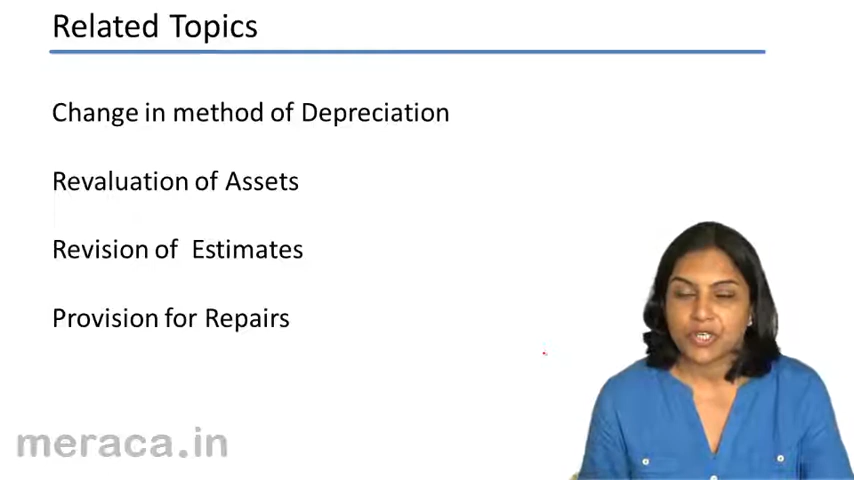 Related Topics
Change in method of Depreciation
Revaluation of Assets
Revision of Estimates
Provision for Repairs
meraca.in